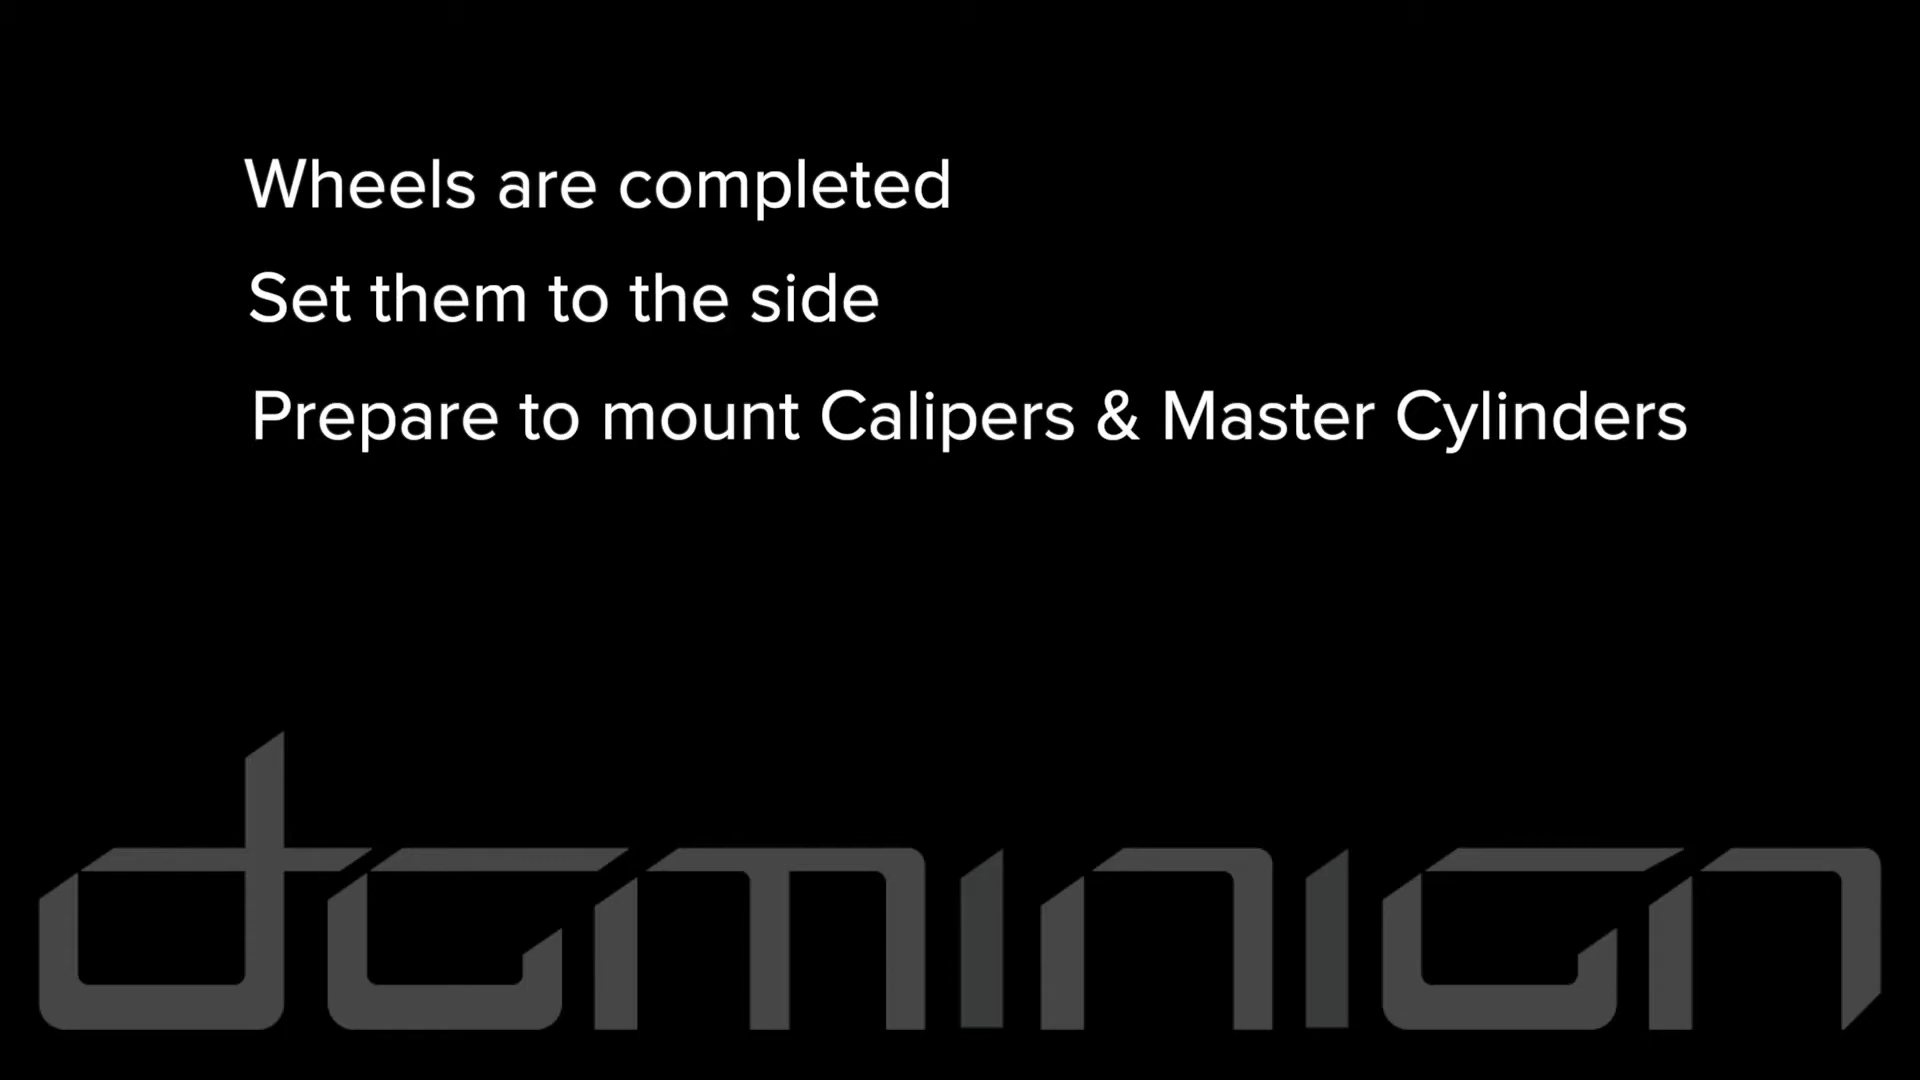 Wheels are completed
Set them to the side
Prepare to mount Calipers & Master Cylinders
dominion